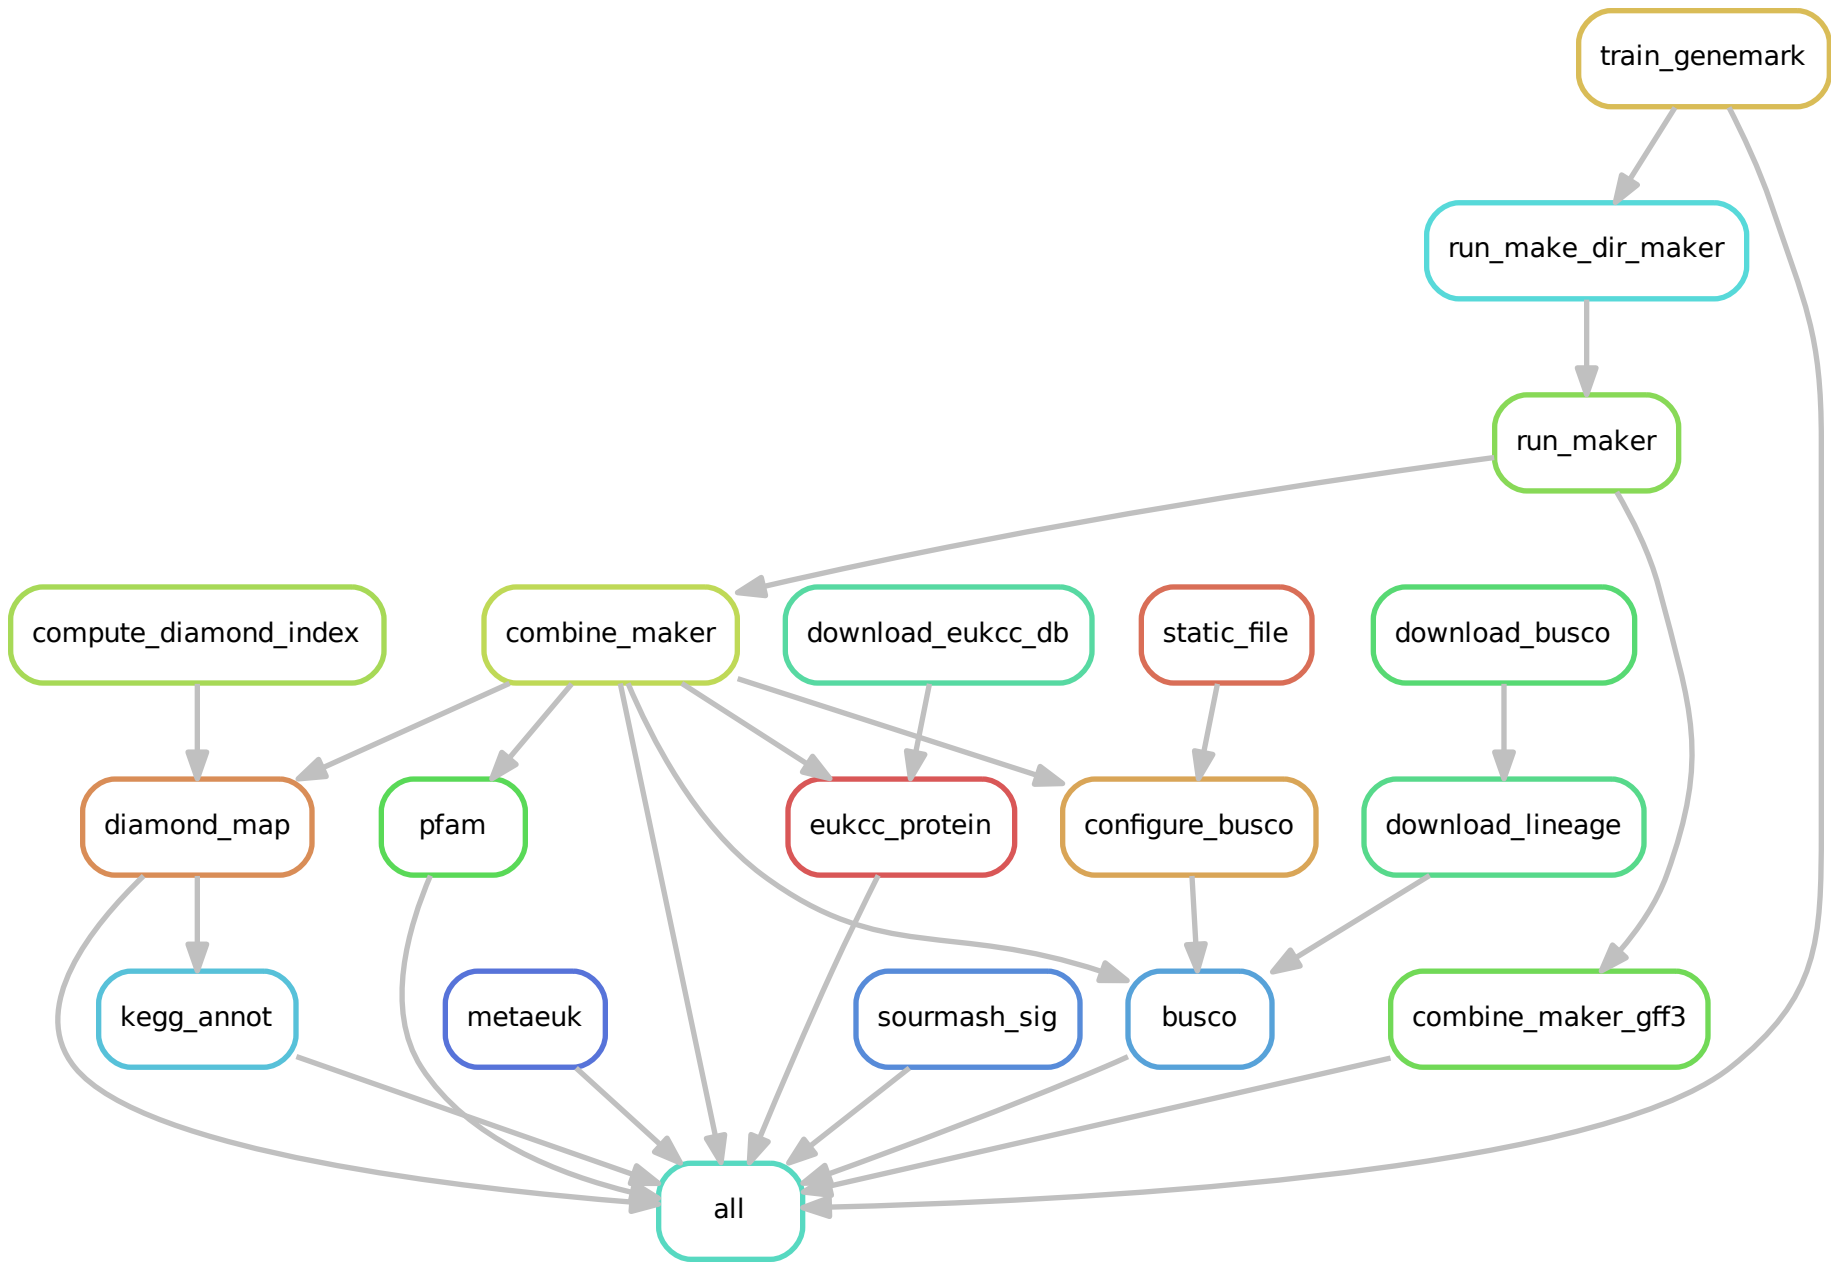 train_genemark
run_make_dir_maker
run_maker
compute_diamond_index
combine_maker
download_eukcc_db
static_file
download_busco
diamond_map
pfam
eukcc_protein
configure_busco
download_lineage
kegg_annot
metaeuk
sourmash_sig
busco
combine_maker_gff3
all